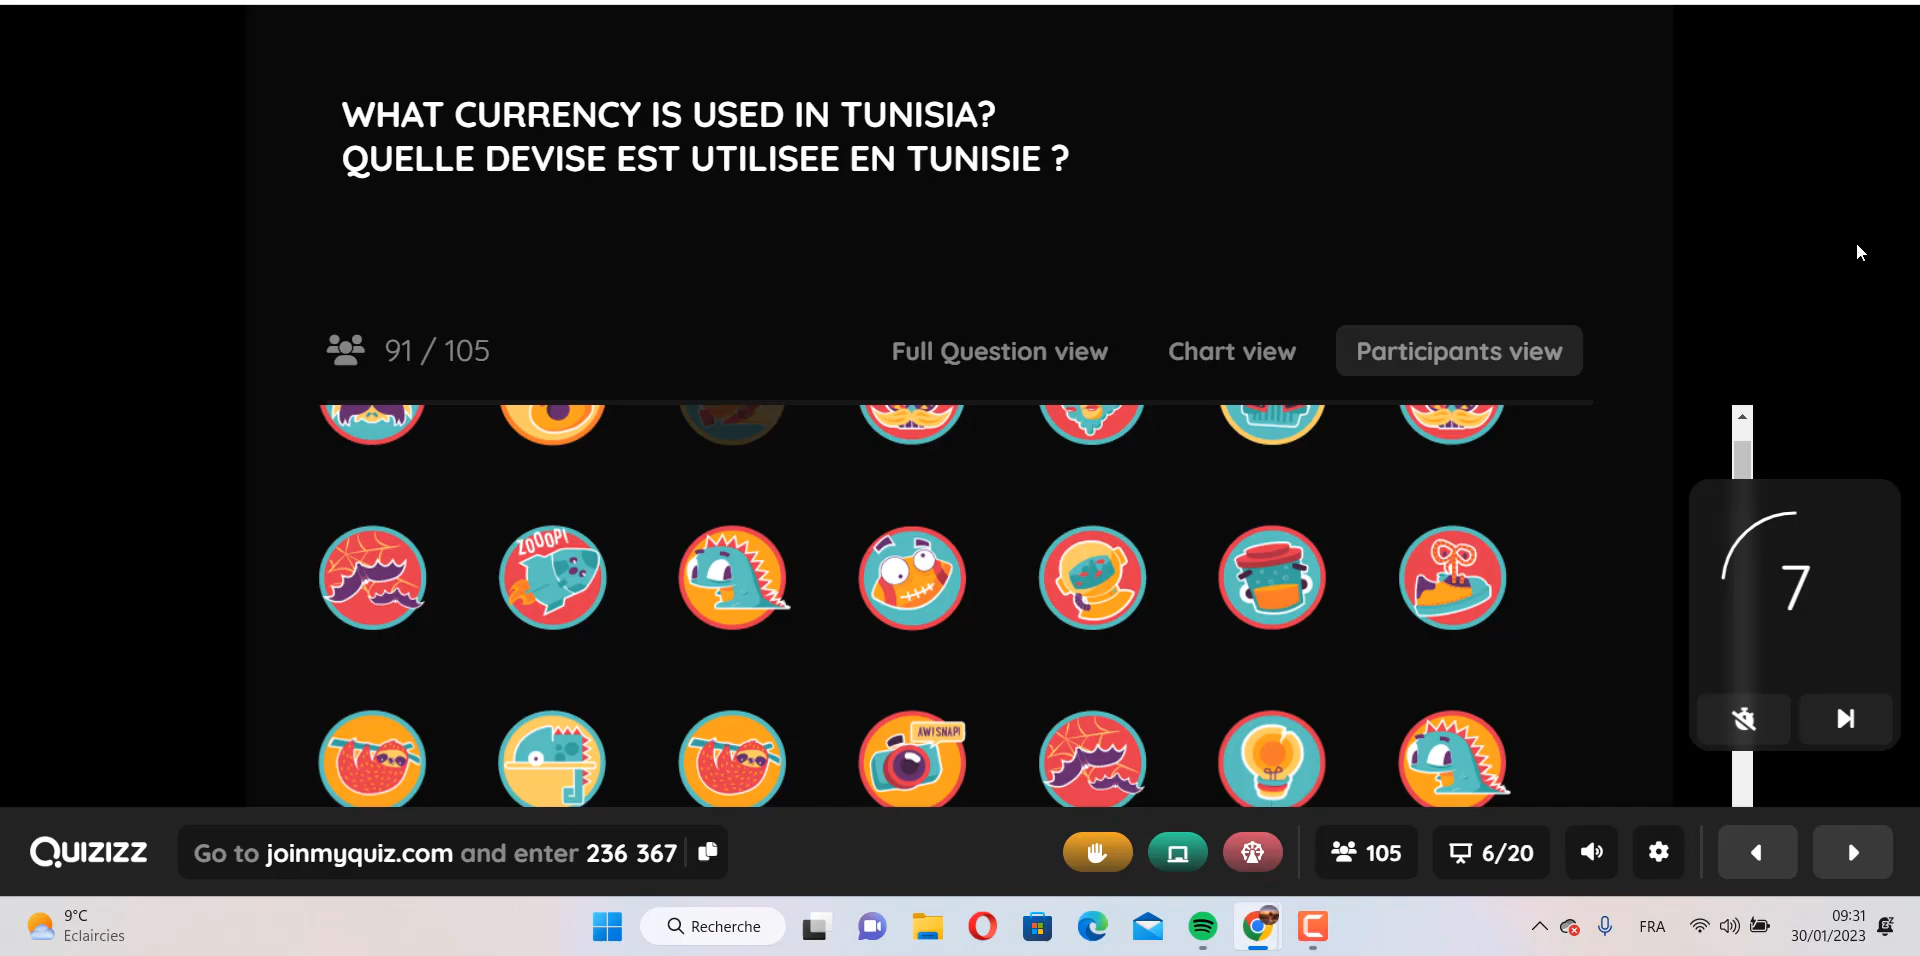 WHAT CURRENCY IS USED IN TUNISIA?
QUELLE DEVISE EST UTILISEE EN TUNISIE ?
91 / 105
Full Question view
Chart view
Participants view
ZOOOP!
7
AW! SNAP!
QUIZIZZ
Go to joinmyquiz.com and enter 236 367
105
6/20
9°C
Eclaircies
Recherche
FRA
09:31
30/01/2023